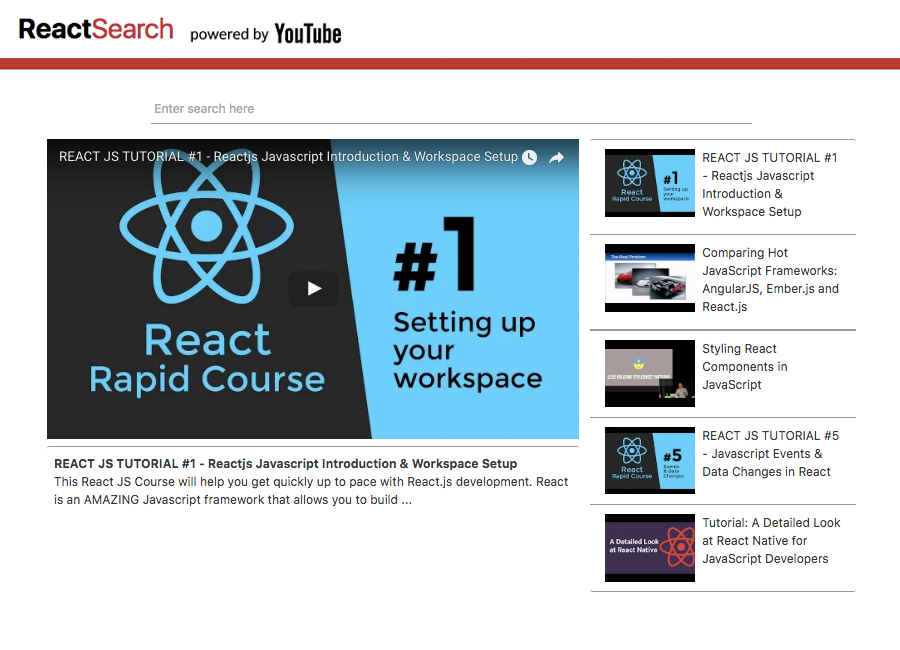 ReactSearch powered by YouTube
Enter search here
REACT JS TUTORIAL #1 - Reactjs Javascript Introduction & Workspace Setup
#1
React
Rapid Course
Setting up
your
workspace
REACT JS TUTORIAL #1 - Reactjs Javascript Introduction & Workspace Setup
This React JS Course will help you get quickly up to pace with React.js development. React
is an AMAZING Javascript framework that allows you to build ...
#1
React
Rapid Course
Setting up
your
workspace
REACT JS TUTORIAL #1
- Reactjs Javascript
Introduction &
Workspace Setup
The Real Problem
Comparing Hot
JavaScript Frameworks:
AngularJS, Ember.js and
React.js
Styling React
Components in
JavaScript
#5
React
Rapid Course
Events &
Data
Changes
REACT JS TUTORIAL #5
- Javascript Events &
Data Changes in React
A Detailed Look
at React Native
Tutorial: A Detailed Look
at React Native for
JavaScript Developers